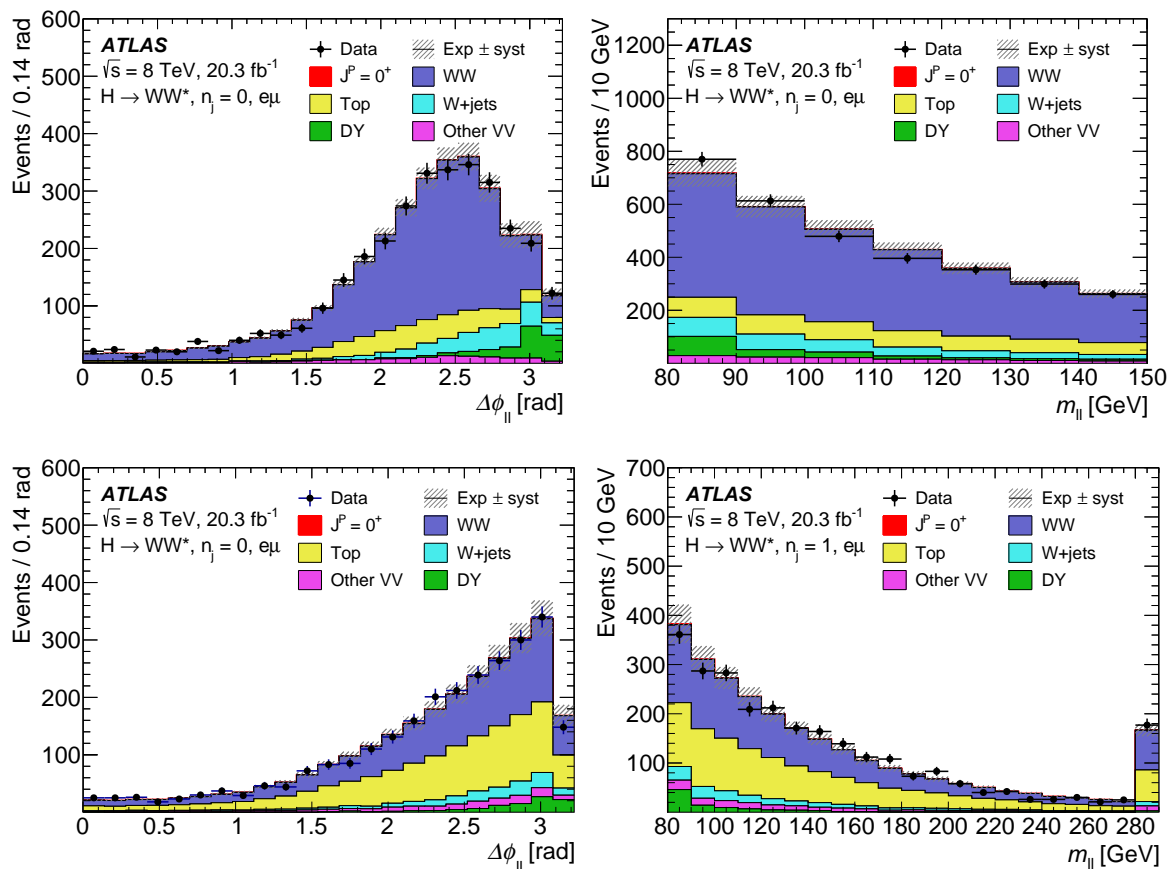 Events / 0.14 rad
600
500
400
300
200
100
ATLAS
√s = 8 TeV, 20.3 fb⁻¹
H → WW*, n_j = 0, eμ
Data
Exp ± syst
J^P = 0⁺
WW
Top
W+jets
DY
Other VV
0 0.5 1 1.5 2 2.5 3
Δϕ_ll [rad]
Events / 10 GeV
1200
1000
800
600
400
200
ATLAS
√s = 8 TeV, 20.3 fb⁻¹
H → WW*, n_j = 0, eμ
Data
Exp ± syst
J^P = 0⁺
WW
Top
W+jets
DY
Other VV
80 90 100 110 120 130 140 150
m_ll [GeV]
Events / 0.14 rad
600
500
400
300
200
100
ATLAS
√s = 8 TeV, 20.3 fb⁻¹
H → WW*, n_j = 0, eμ
Data
Exp ± syst
J^P = 0⁺
WW
Top
W+jets
Other VV
DY
0 0.5 1 1.5 2 2.5 3
Δϕ_ll [rad]
Events / 10 GeV
700
600
500
400
300
200
100
ATLAS
√s = 8 TeV, 20.3 fb⁻¹
H → WW*, n_j = 1, eμ
Data
Exp ± syst
J^P = 0⁺
WW
Top
W+jets
Other VV
DY
80 100 120 140 160 180 200 220 240 260 280
m_ll [GeV]